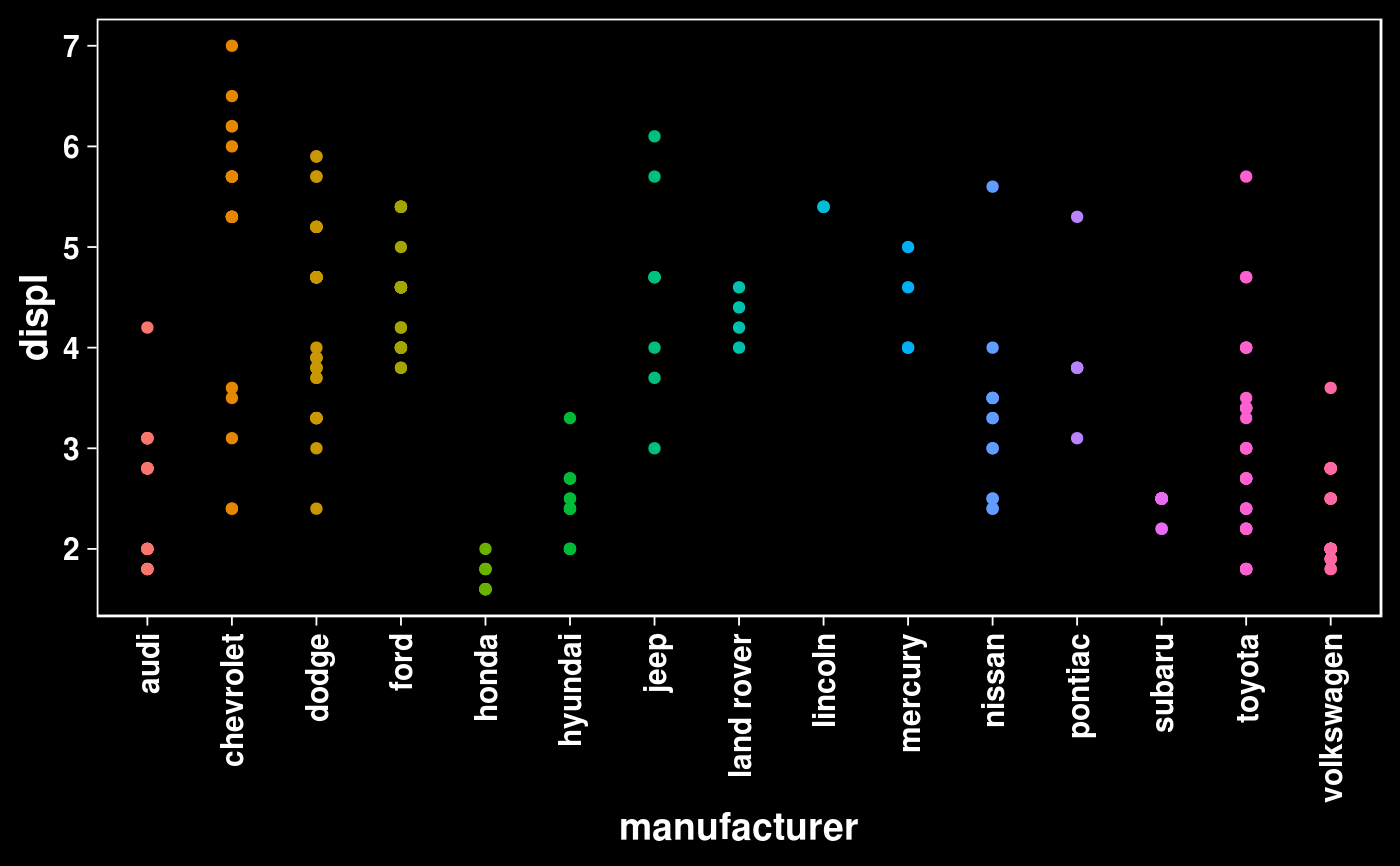 displ
7
6
5
4
3
2
audi
chevrolet
dodge
ford
honda
hyundai
jeep
land rover
lincoln
mercury
nissan
pontiac
subaru
toyota
volkswagen
manufacturer